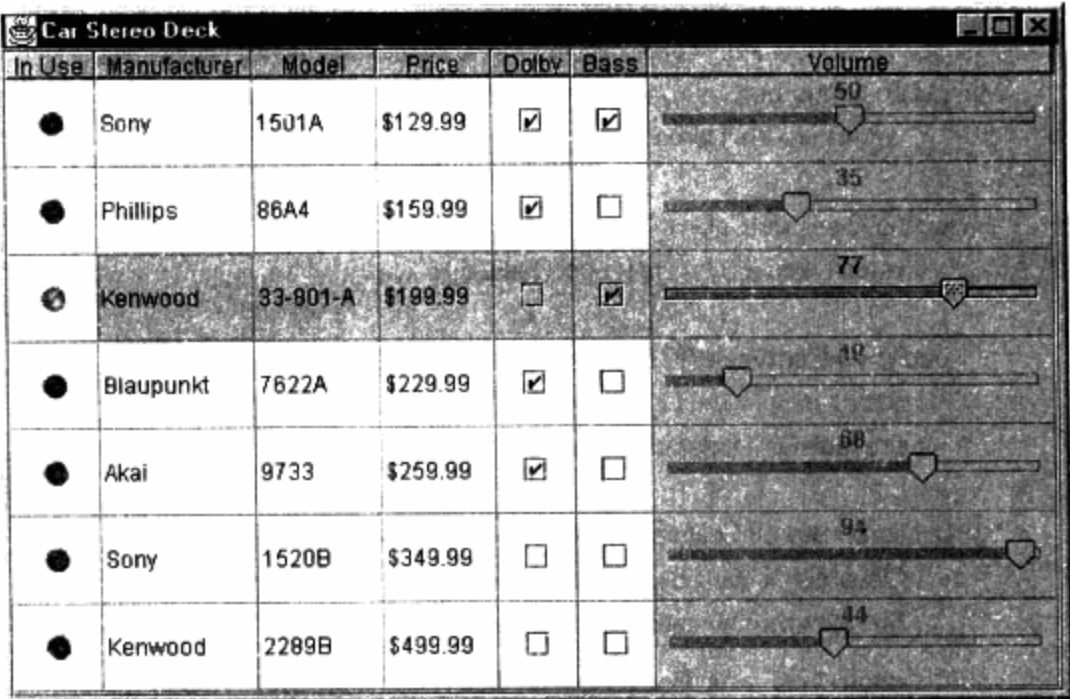 Car Stereo Deck
In Use Manufacturer Model Price Dolby Bass Volume
50
Sony 1501A $129.99
35
Phillips 86A4 $159.99
77
Kenwood 33-801-A $199.99
19
Blaupunkt 7622A $229.99
68
Akai 9733 $259.99
94
Sony 1520B $349.99
44
Kenwood 2289B $499.99